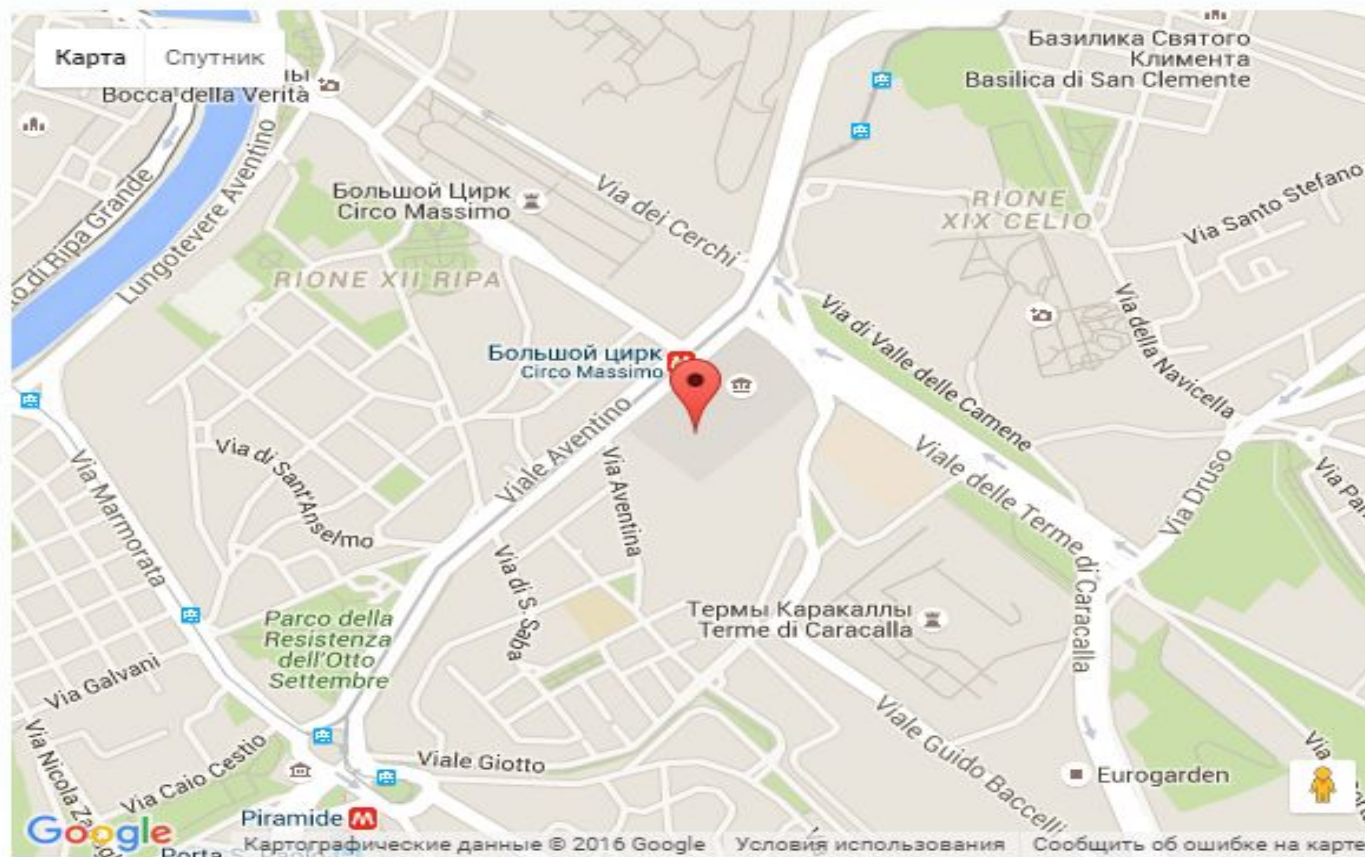 Карта
Спутник
Bocca della Verità
Базилика Святого
Климента
Basilica di San Clemente
Lungotevere Aventino
di Ripa Grande
Большой Цирк
Circo Massimo
Via dei Cerchi
RIONE
XIX CELIO
Via Santo Stefano
RIONE XII RIPA
Via della Navicella
Via di Valle delle Camene
Большой цирк
Circo Massimo
Viale Aventino
Via Aventina
Via di Sant'Anselmo
Via Marmorata
Viale delle Terme di Caracalla
Via Druso
Via di S. Saba
Термы Каракаллы
Terme di Caracalla
Parco della
Resistenza
dell'Otto
Settembre
Via Galvani
Via Nicola
Via Caio Cestio
Viale Giotto
Viale Guido Baccelli
Eurogarden
Piramide
Google
Картографические данные © 2016 Google
Условия использования
Сообщить об ошибке на карте